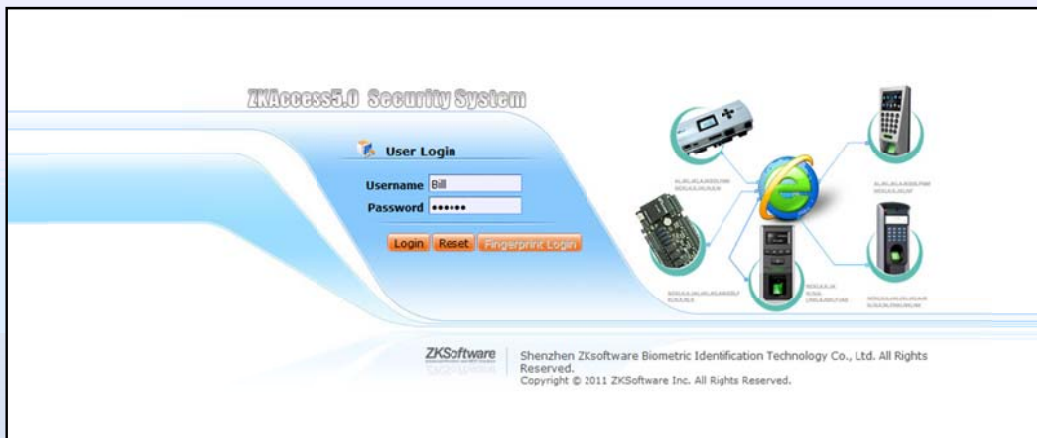 ZKAccess5.0 Security System
User Login
Username Bill
Password
Login Reset Fingerprint Login
ZKSoftware
Shenzhen ZKsoftware Biometric Identification Technology Co., Ltd. All Rights
Reserved.
Copyright © 2011 ZKSoftware Inc. All Rights Reserved.